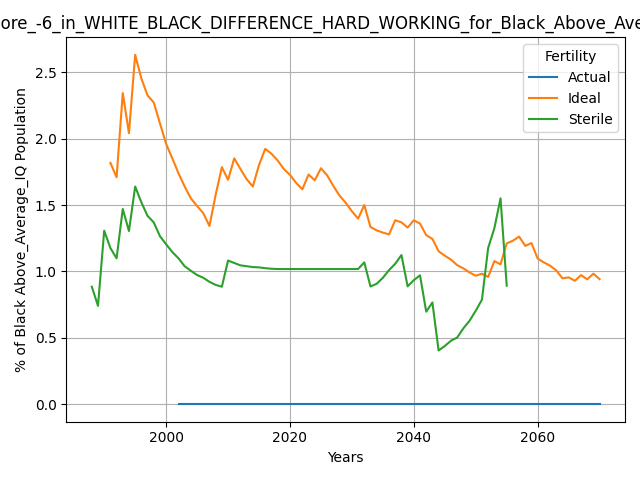 ore_-6_in_WHITE_BLACK_DIFFERENCE_HARD_WORKING_for_Black_Above_Ave
Fertility
Actual
Ideal
Sterile
% of Black Above_Average_IQ Population
2.5
2.0
1.5
1.0
0.5
0.0
2000
2020
2040
2060
Years